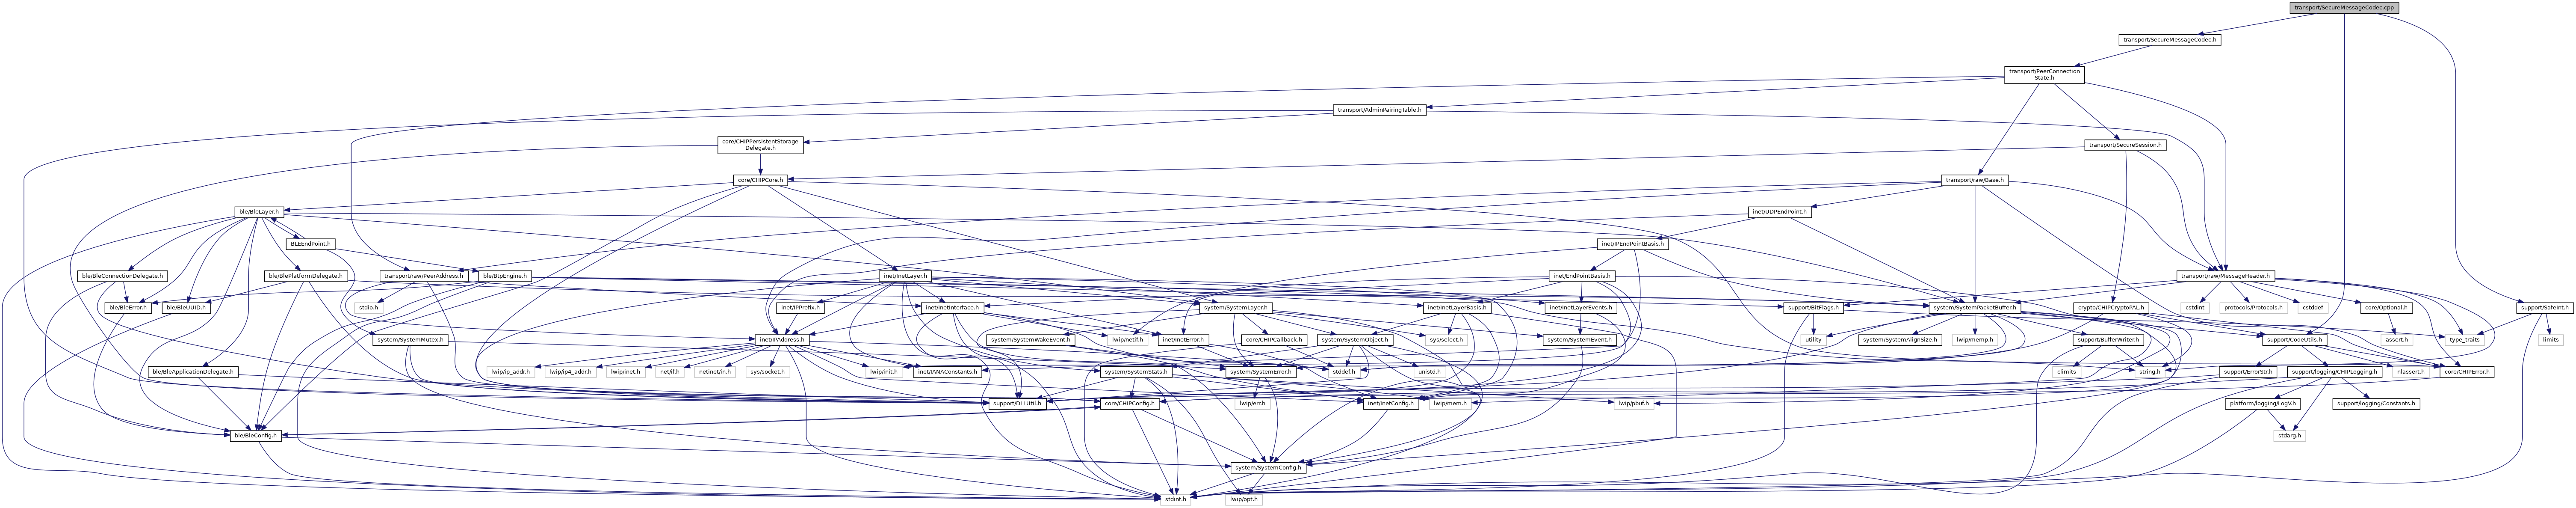 transport/SecureMessageCodec.cpp
transport/SecureMessageCodec.h
transport/PeerConnection
State.h
transport/AdminPairingTable.h
core/CHIPPersistentStorage
Delegate.h
transport/SecureSession.h
core/CHIPCore.h
transport/raw/Base.h
ble/BleLayer.h
inet/UDPEndPoint.h
BLEEndPoint.h
inet/IPEndPointBasis.h
ble/BleConnectionDelegate.h
ble/BlePlatformDelegate.h
transport/raw/PeerAddress.h
ble/BtpEngine.h
inet/InetLayer.h
inet/EndPointBasis.h
transport/raw/MessageHeader.h
ble/BleError.h
ble/BleUUID.h
stdio.h
inet/IPPrefix.h
inet/InetInterface.h
system/SystemLayer.h
inet/InetLayerBasis.h
inet/InetLayerEvents.h
support/BitFlags.h
system/SystemPacketBuffer.h
crypto/CHIPCryptoPAL.h
cstdint
protocols/Protocols.h
cstddef
core/Optional.h
support/SafeInt.h
system/SystemMutex.h
inet/IPAddress.h
system/SystemWakeEvent.h
lwip/netif.h
inet/InetError.h
core/CHIPCallback.h
system/SystemObject.h
sys/select.h
system/SystemEvent.h
utility
system/SystemAlignSize.h
lwip/memp.h
support/BufferWriter.h
support/CodeUtils.h
assert.h
type_traits
limits
ble/BleApplicationDelegate.h
lwip/ip_addr.h
lwip/ip4_addr.h
lwip/inet.h
net/if.h
netinet/in.h
sys/socket.h
lwip/init.h
inet/IANAConstants.h
system/SystemStats.h
system/SystemError.h
stddef.h
unistd.h
climits
string.h
support/ErrorStr.h
support/logging/CHIPLogging.h
nlassert.h
core/CHIPError.h
support/DLLUtil.h
core/CHIPConfig.h
lwip/err.h
inet/InetConfig.h
lwip/mem.h
lwip/pbuf.h
platform/logging/LogV.h
support/logging/Constants.h
ble/BleConfig.h
stdarg.h
system/SystemConfig.h
stdint.h
lwip/opt.h